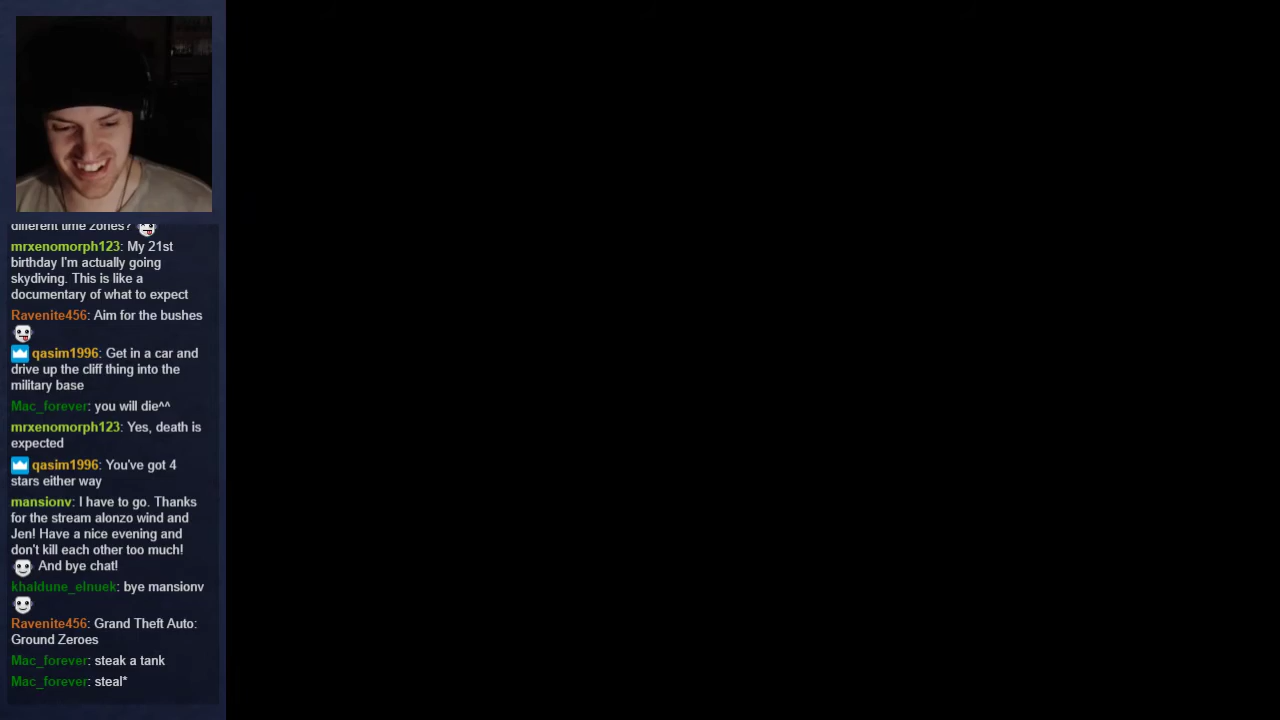 different time zones?
mrxenomorph123: My 21st
birthday I'm actually going
skydiving. This is like a
documentary of what to expect
Ravenite456: Aim for the bushes
qasim1996: Get in a car and
drive up the cliff thing into the
military base
Mac_forever: you will die^^
mrxenomorph123: Yes, death is
expected
qasim1996: You've got 4
stars either way
mansionv: I have to go. Thanks
for the stream alonzo wind and
Jen! Have a nice evening and
don't kill each other too much!
And bye chat!
khaldune_elnuek: bye mansionv
Ravenite456: Grand Theft Auto:
Ground Zeroes
Mac_forever: steak a tank
Mac_forever: steal*